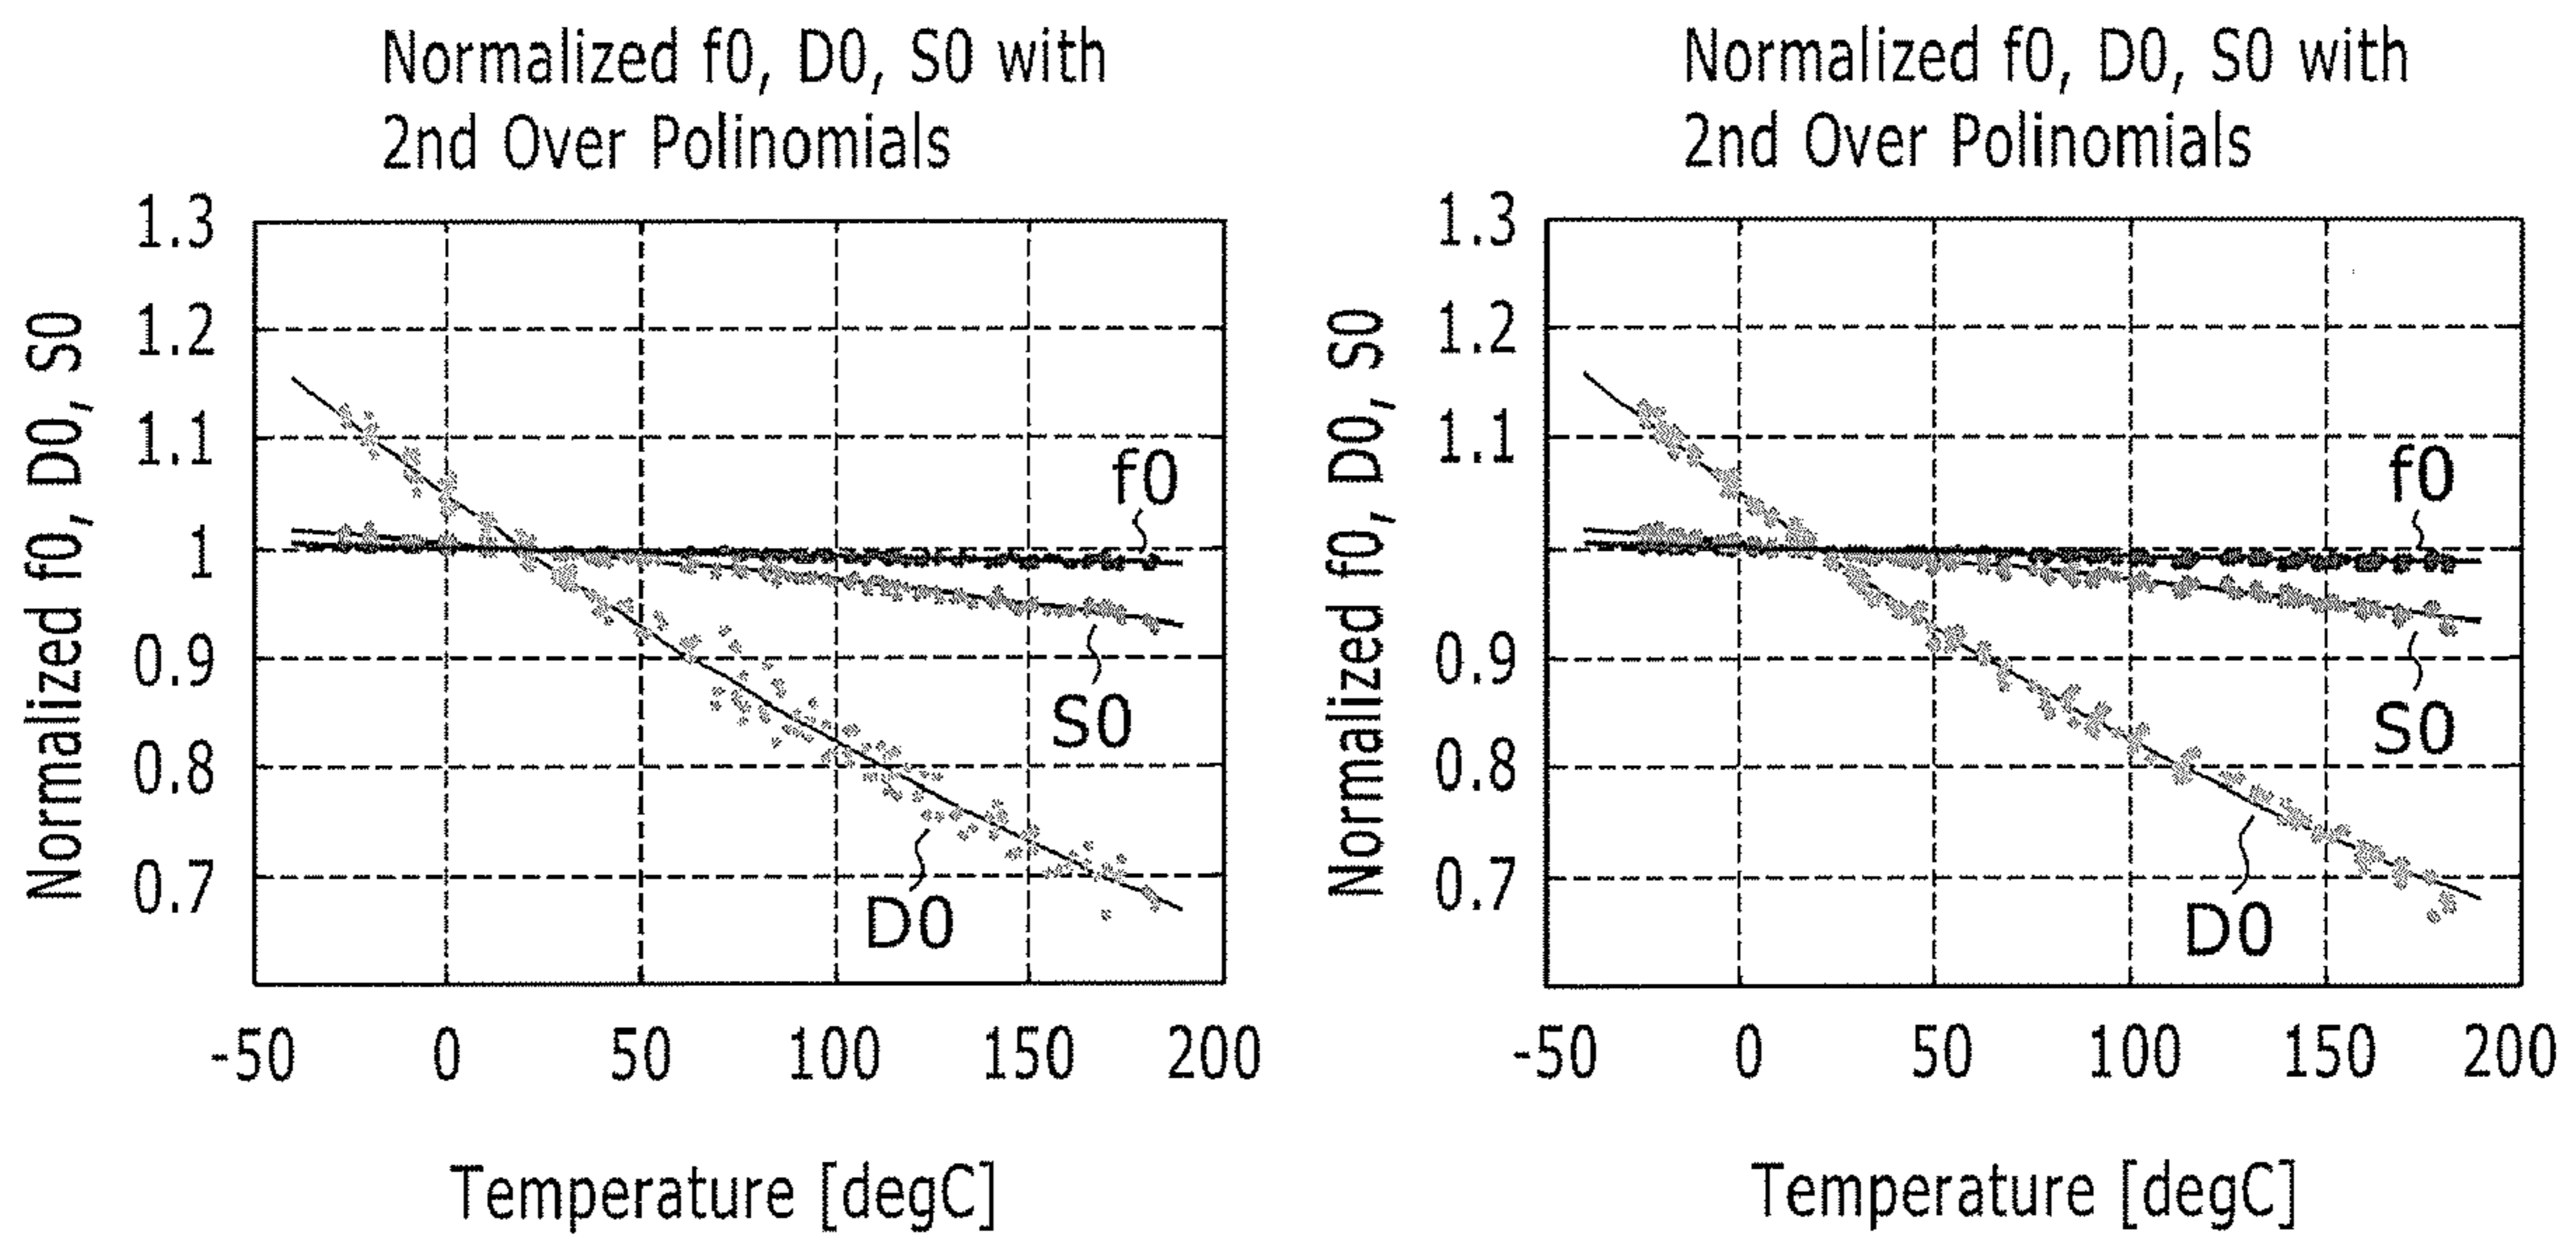 Normalized f0, D0, S0 with
2nd Over Polinomials
Normalized f0, D0, S0
1.3
1.2
1.1
1
0.9
0.8
0.7
f0
S0
D0
-50 0 50 100 150 200
Temperature [degC]
Normalized f0, D0, S0 with
2nd Over Polinomials
Normalized f0, D0, S0
1.3
1.2
1.1
1
0.9
0.8
0.7
f0
S0
D0
-50 0 50 100 150 200
Temperature [degC]